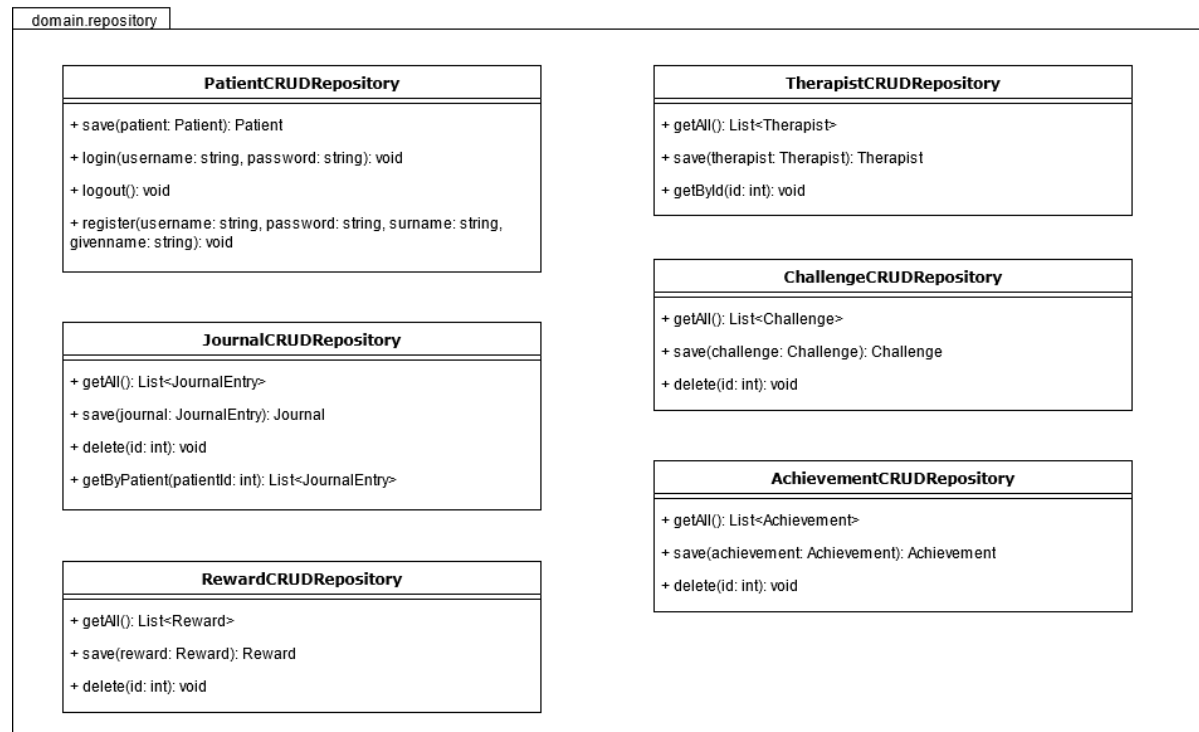 domain.repository
PatientCRUDRepository
+ save(patient: Patient): Patient
+ login(username: string, password: string): void
+ logout(): void
+ register(username: string, password: string, surname: string,
givenname: string): void
JournalCRUDRepository
+ getAll(): List<JournalEntry>
+ save(journal: JournalEntry): Journal
+ delete(id: int): void
+ getByPatient(patientId: int): List<JournalEntry>
RewardCRUDRepository
+ getAll(): List<Reward>
+ save(reward: Reward): Reward
+ delete(id: int): void
TherapistCRUDRepository
+ getAll(): List<Therapist>
+ save(therapist: Therapist): Therapist
+ getById(id: int): void
ChallengeCRUDRepository
+ getAll(): List<Challenge>
+ save(challenge: Challenge): Challenge
+ delete(id: int): void
AchievementCRUDRepository
+ getAll(): List<Achievement>
+ save(achievement: Achievement): Achievement
+ delete(id: int): void